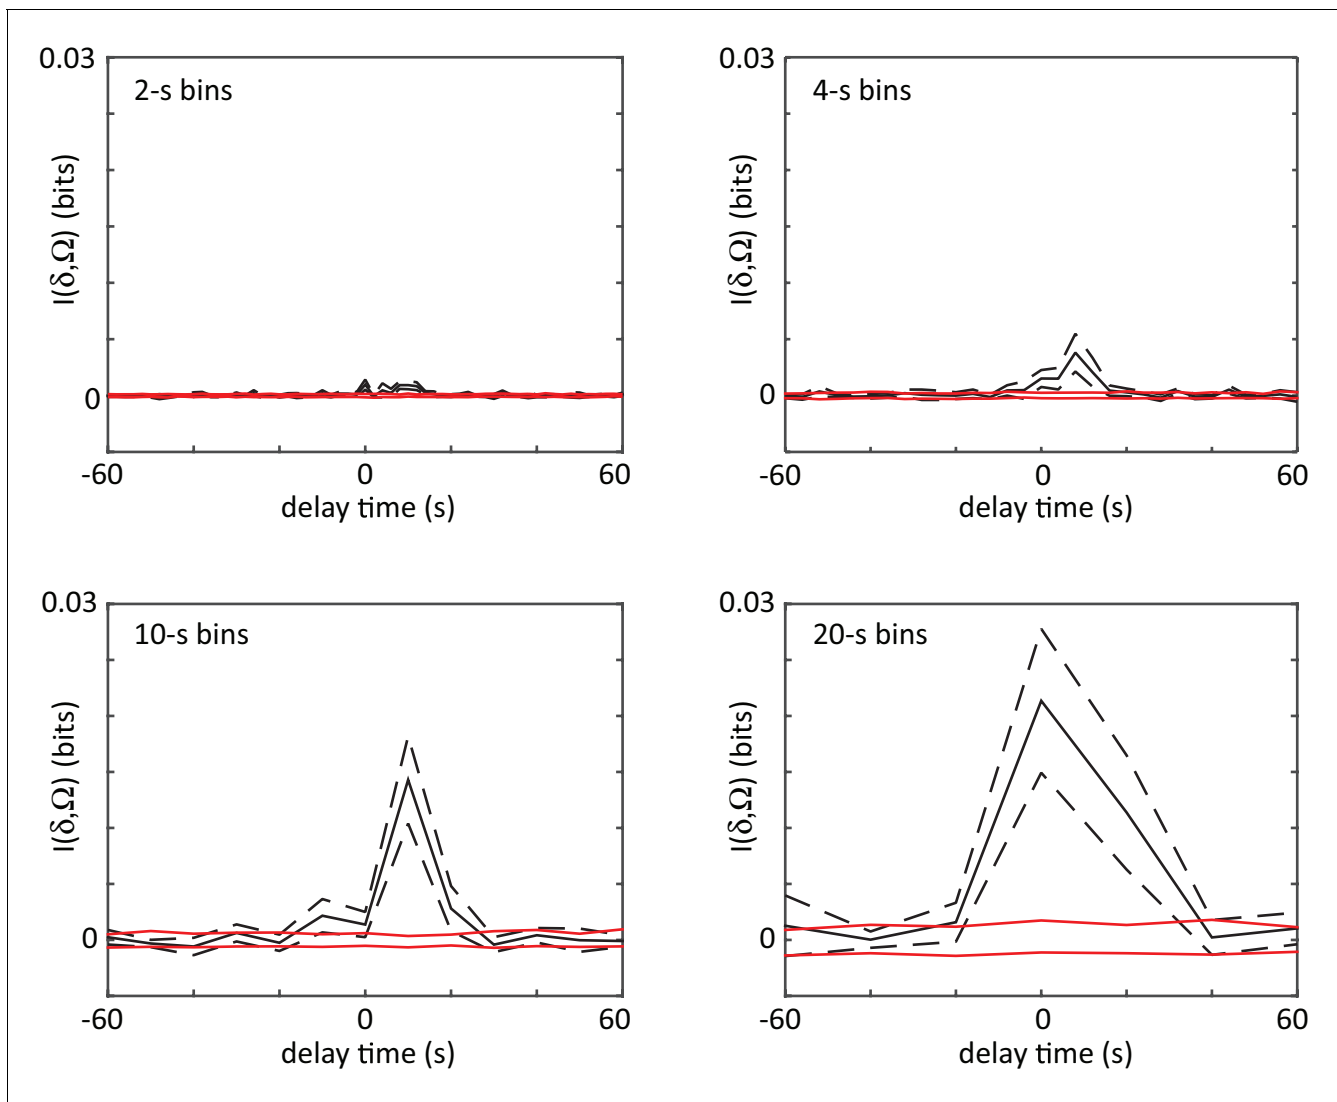 0.03
2-s bins
I(δ,Ω) (bits)
0
-60
0
60
delay time (s)
0.03
4-s bins
I(δ,Ω) (bits)
0
-60
0
60
delay time (s)
0.03
10-s bins
I(δ,Ω) (bits)
0
-60
0
60
delay time (s)
0.03
20-s bins
I(δ,Ω) (bits)
0
-60
0
60
delay time (s)